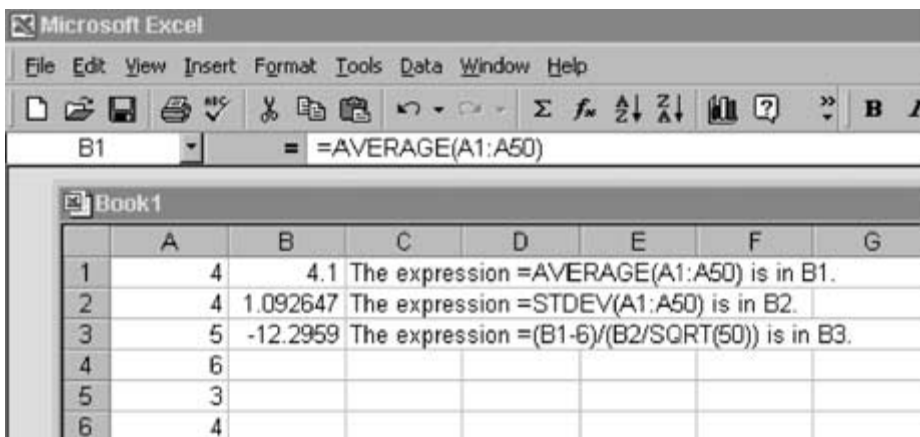 Microsoft Excel
File Edit View Insert Format Tools Data Window Help
ABC Σ fx A Z Z A ? » B
B1 = =AVERAGE(A1:A50)
Book1
A B C D E F G
1 4 4.1 The expression =AVERAGE(A1:A50) is in B1.
2 4 1.092647 The expression =STDEV(A1:A50) is in B2.
3 5 -12.2959 The expression =(B1-6)/(B2/SQRT(50)) is in B3.
4 6
5 3
6 4